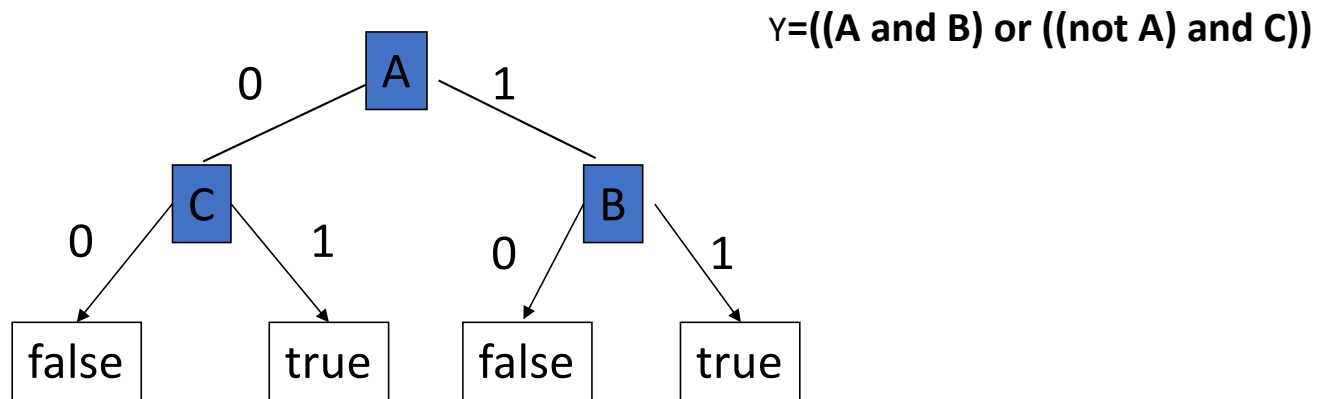 Y=((A and B) or ((not A) and C))
A
0 1
C B
0 1 0 1
false true false true